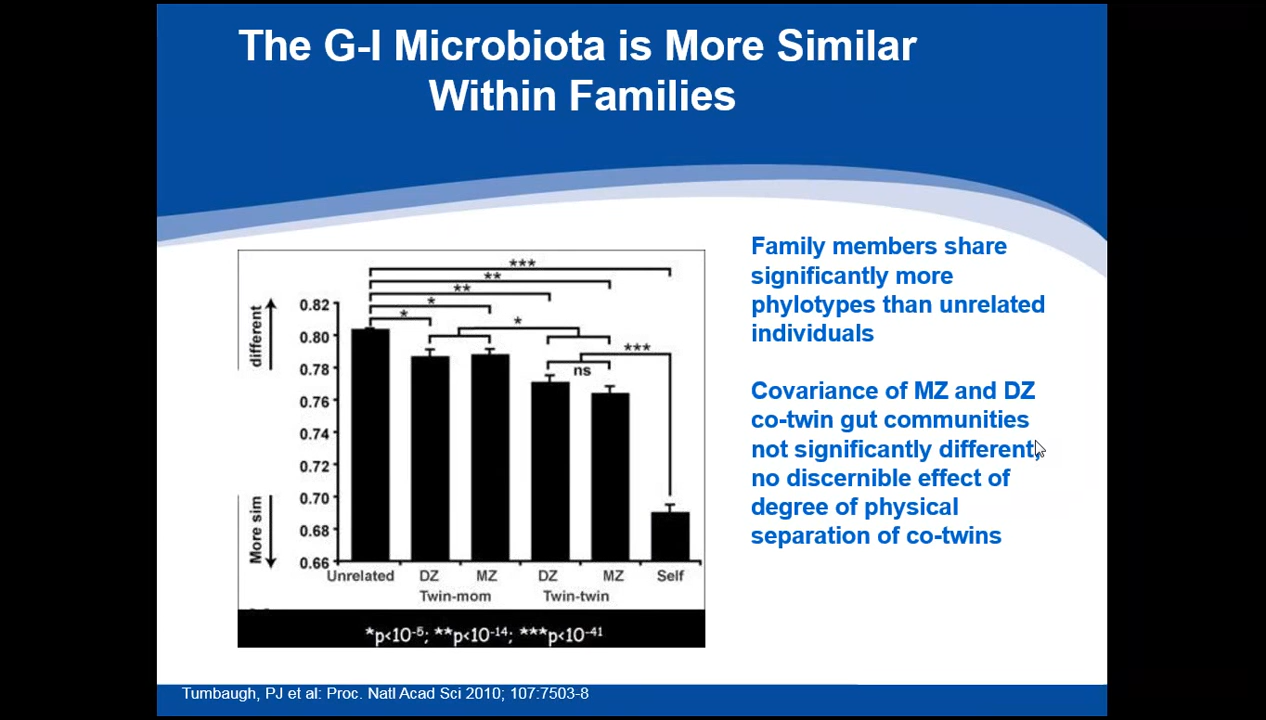 The G-I Microbiota is More Similar
Within Families
Family members share
significantly more
phylotypes than unrelated
individuals
Covariance of MZ and DZ
co-twin gut communities
not significantly different,
no discernible effect of
degree of physical
separation of co-twins
different
More sim
***
**
**
*
*
*
***
ns
0.82
0.80
0.78
0.76
0.74
0.72
0.70
0.68
0.66
Unrelated DZ MZ DZ MZ Self
Twin-mom Twin-twin
*p<10-5; **p<10-14; ***p<10-41
Tumbaugh, PJ et al: Proc. Natl Acad Sci 2010; 107:7503-8